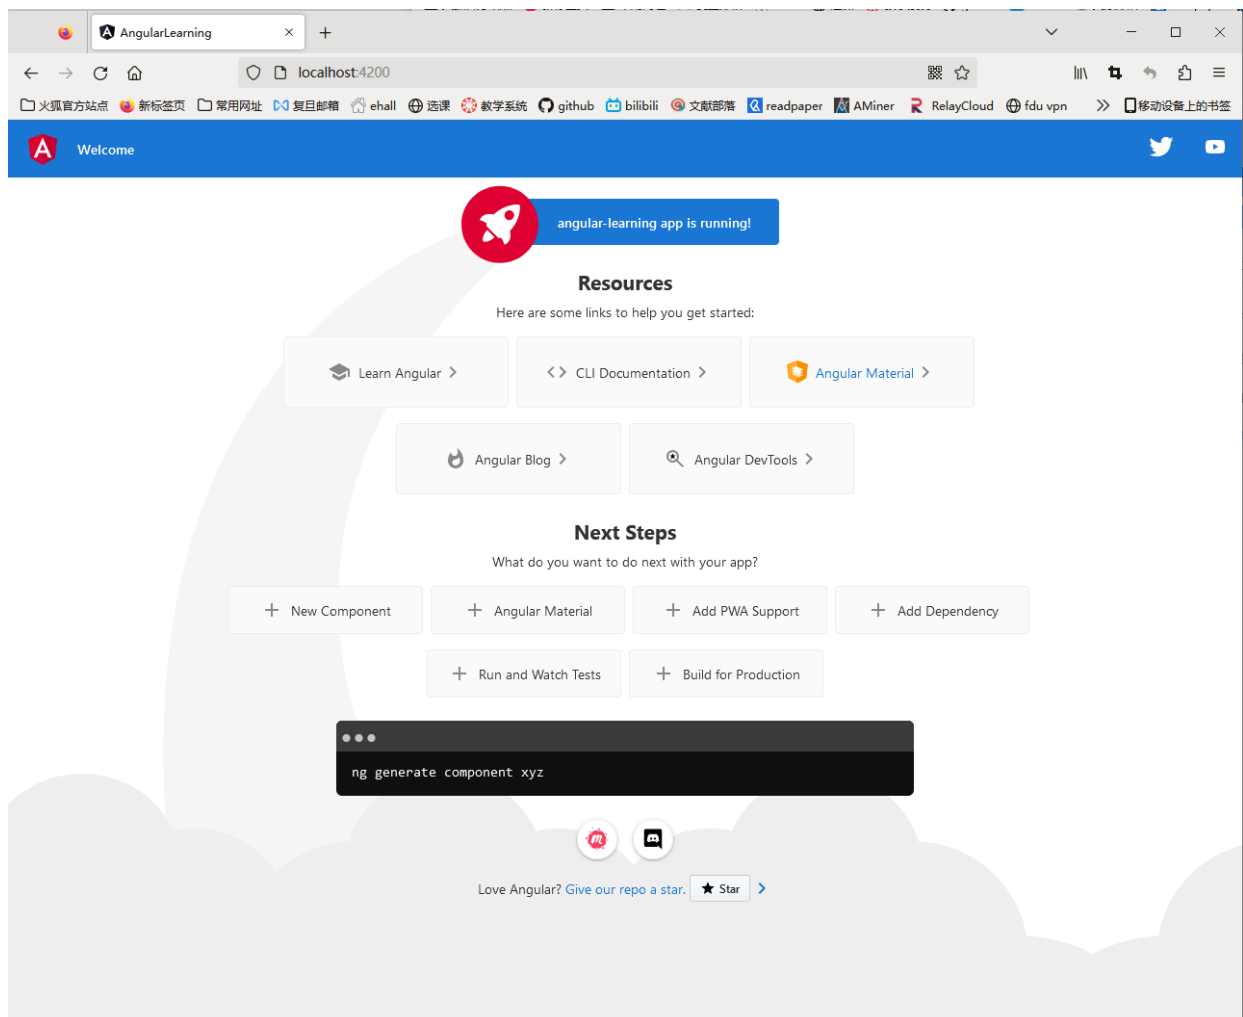 AngularLearning
localhost:4200
火狐官方站点 新标签页 常用网址 复旦邮箱 ehall 选课 教学系统 github bilibili 文献部落 readpaper AMiner RelayCloud fdu vpn 移动设备上的书签
Welcome
angular-learning app is running!
Resources
Here are some links to help you get started:
Learn Angular CLI Documentation Angular Material
Angular Blog Angular DevTools
Next Steps
What do you want to do next with your app?
New Component Angular Material Add PWA Support Add Dependency
Run and Watch Tests Build for Production
ng generate component xyz
Love Angular? Give our repo a star. Star